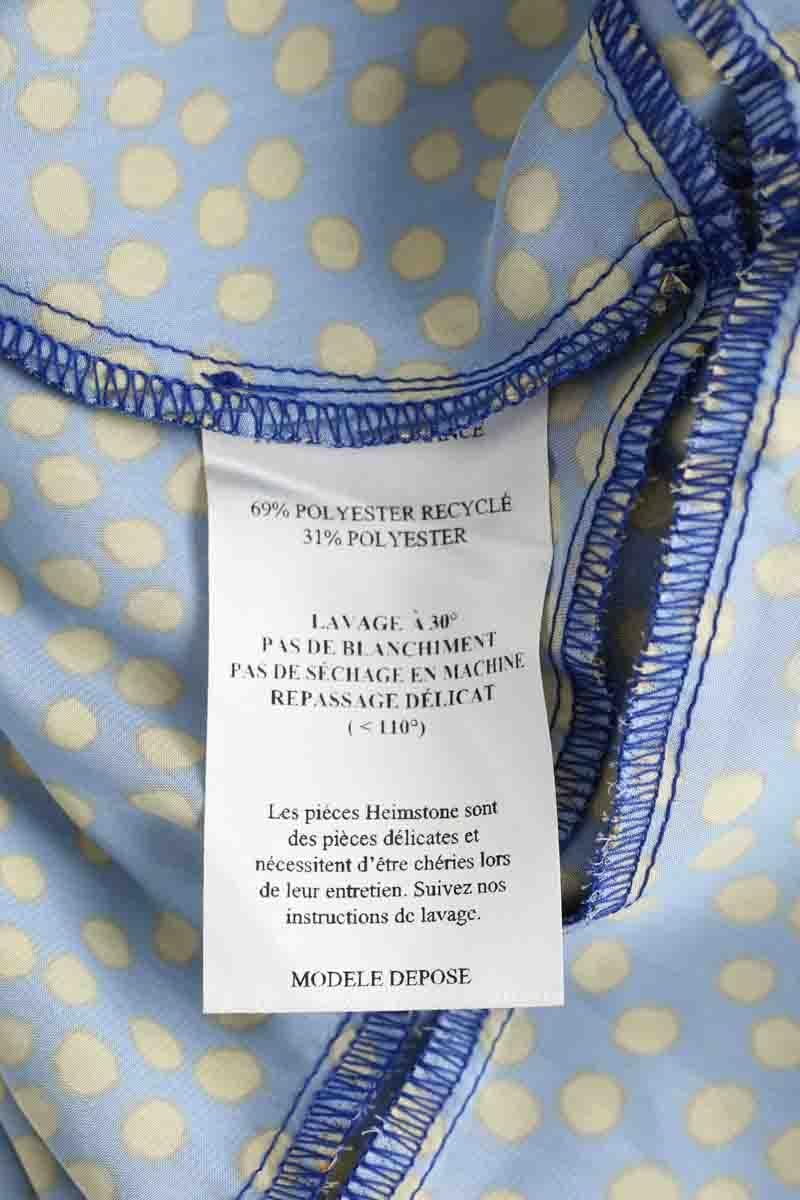 69% POLYESTER RECYCLÉ
31% POLYESTER
LAVAGE À 30°
PAS DE BLANCHIMENT
PAS DE SÉCHAGE EN MACHINE
REPASSAGE DÉLICAT
( < 110°)
Les pièces Heimstone sont
des pièces délicates et
nécessitent d'être chéries lors
de leur entretien. Suivez nos
instructions de lavage.
MODELE DEPOSE